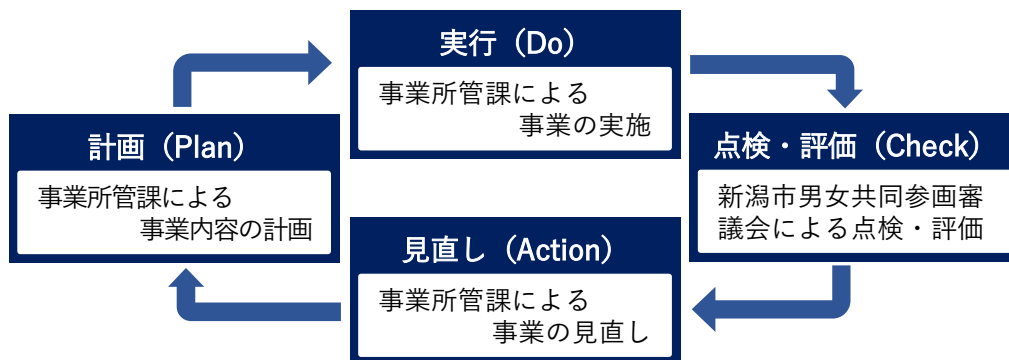 実行（Do）
事業所管課による
事業の実施
計画（Plan）
事業所管課による
事業内容の計画
点検・評価（Check）
新潟市男女共同参画審
議会による点検・評価
見直し（Action）
事業所管課による
事業の見直し